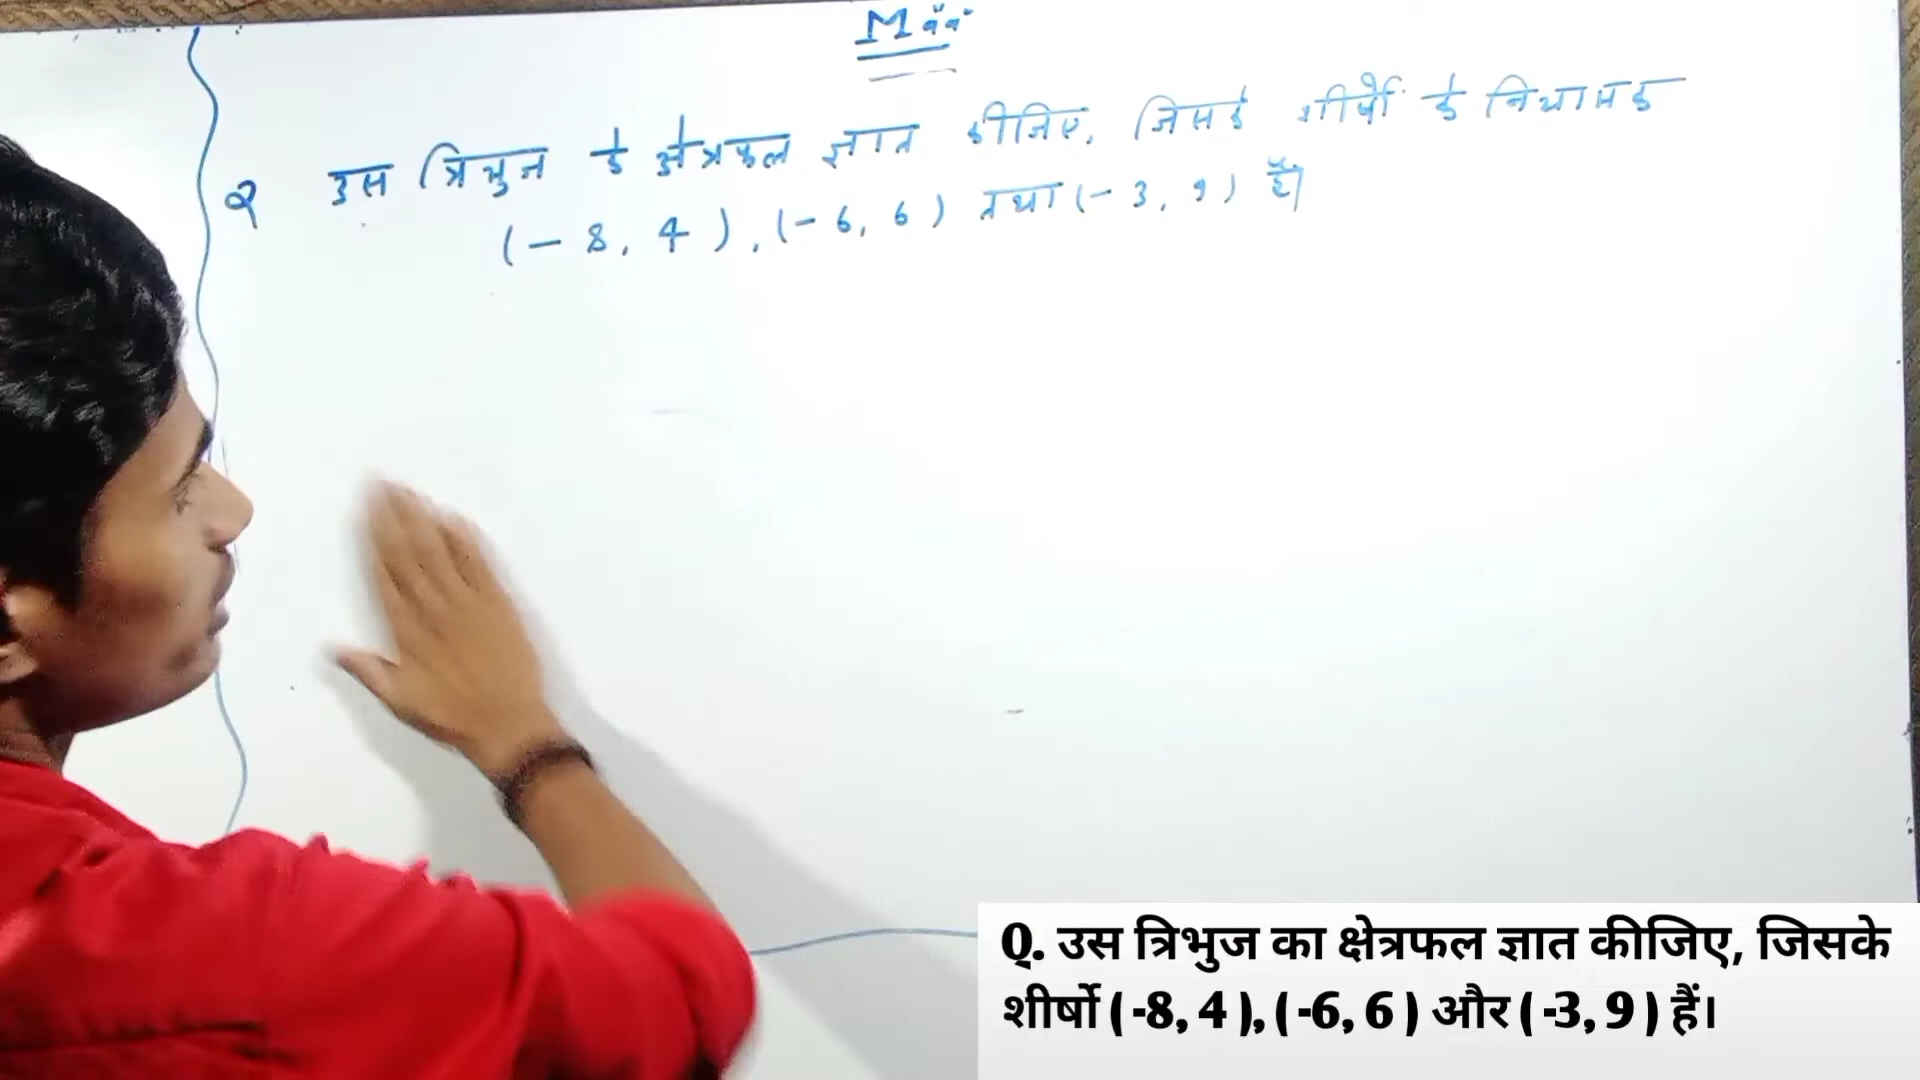 Q उस त्रिभुज के क्षेत्रफल ज्ञात कीजिए, जिसके शीर्षो के नियामक
(- 8, 4), (- 6, 6) तथा (- 3, 9) हैं।
Q. उस त्रिभुज का क्षेत्रफल ज्ञात कीजिए, जिसके
शीर्षो ( -8, 4 ), ( -6, 6 ) और ( -3, 9 ) हैं।